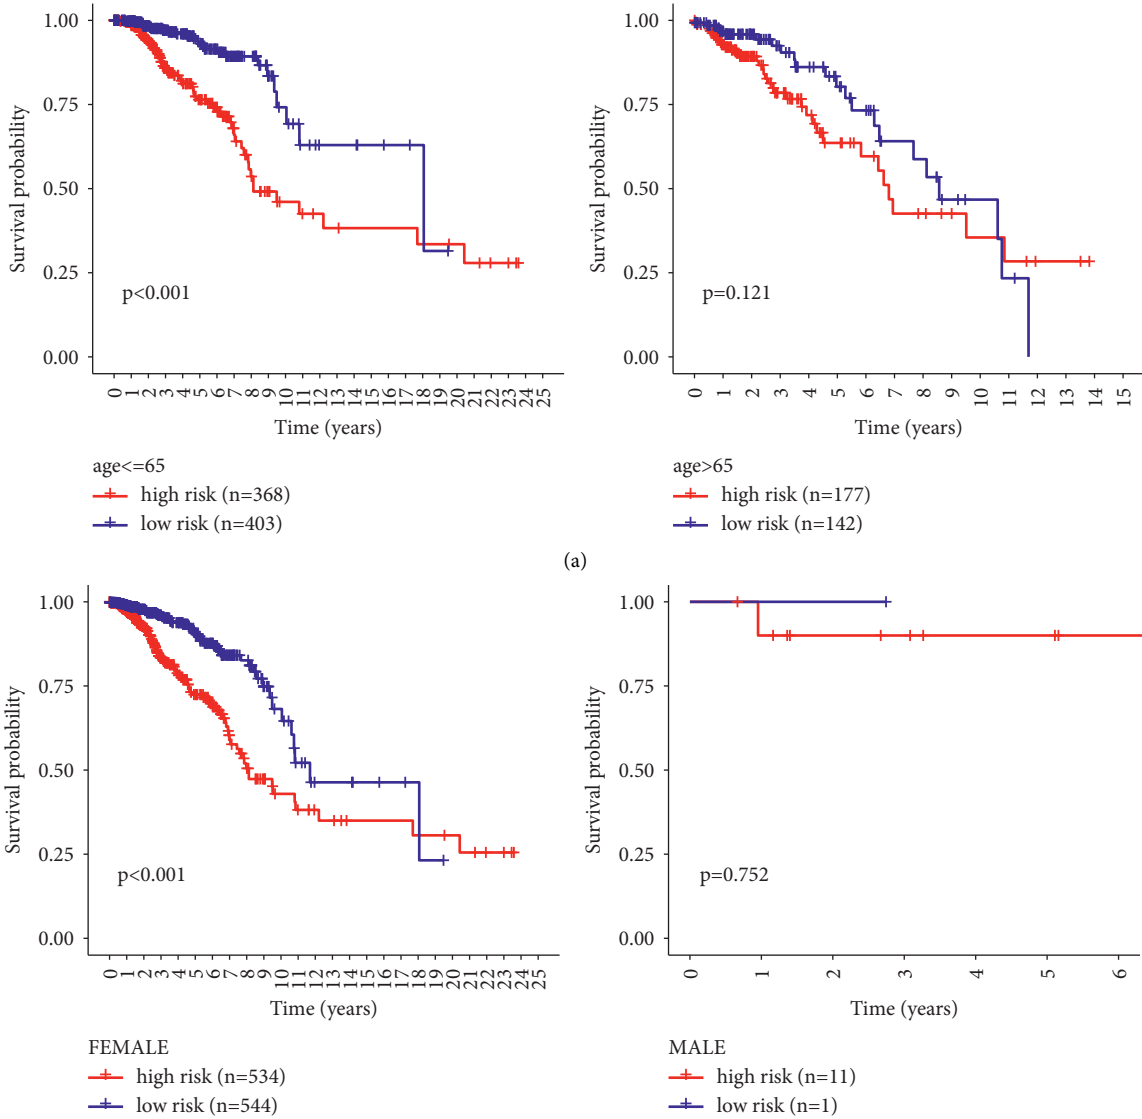 1.00
0.75
0.50
0.25
0.00
Survival probability
p<0.001
0 1 2 3 4 5 6 7 8 9 10 11 12 13 14 15 16 17 18 19 20 21 22 23 24 25
Time (years)
age<=65
high risk (n=368)
low risk (n=403)
1.00
0.75
0.50
0.25
0.00
Survival probability
p=0.121
0 1 2 3 4 5 6 7 8 9 10 11 12 13 14 15
Time (years)
age>65
high risk (n=177)
low risk (n=142)
(a)
1.00
0.75
0.50
0.25
0.00
Survival probability
p<0.001
0 1 2 3 4 5 6 7 8 9 10 11 12 13 14 15 16 17 18 19 20 21 22 23 24 25
Time (years)
FEMALE
high risk (n=534)
low risk (n=544)
1.00
0.75
0.50
0.25
0.00
Survival probability
p=0.752
0 1 2 3 4 5 6
Time (years)
MALE
high risk (n=11)
low risk (n=1)